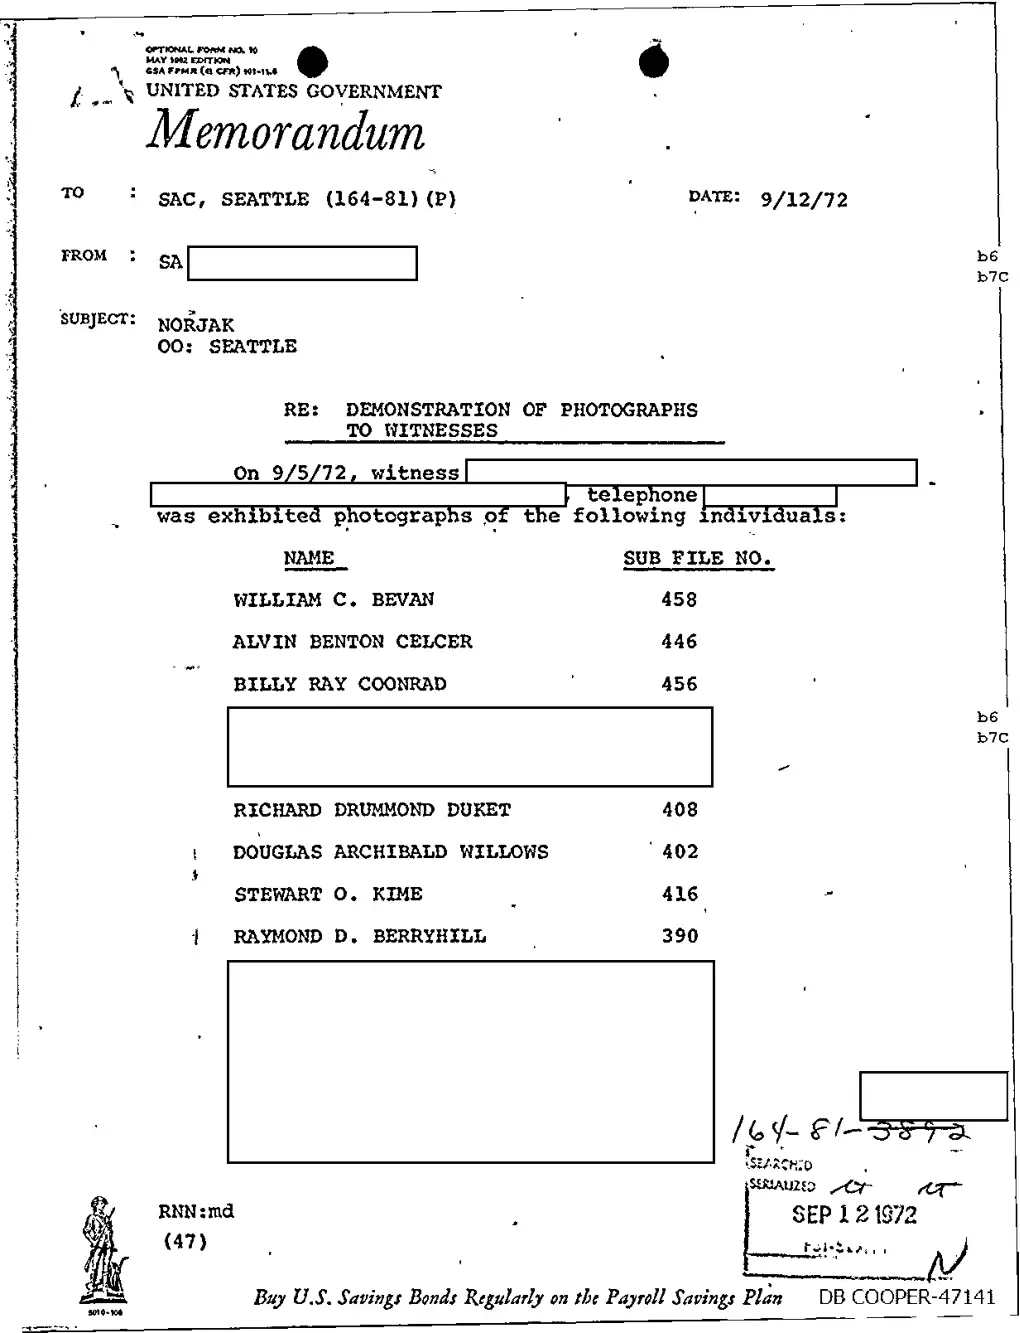 OPTIONAL FORM NO. 10
MAY 1962 EDITION
GSA FPMR (41 CFR) 101-11.6
UNITED STATES GOVERNMENT
Memorandum
TO : SAC, SEATTLE (164-81)(P) DATE: 9/12/72
FROM : SA
b6
b7C
SUBJECT: NORJAK
OO: SEATTLE
RE: DEMONSTRATION OF PHOTOGRAPHS
TO WITNESSES
On 9/5/72, witness
, telephone
was exhibited photographs of the following individuals:
NAME SUB FILE NO.
WILLIAM C. BEVAN 458
ALVIN BENTON CELCER 446
BILLY RAY COONRAD 456
b6
b7C
RICHARD DRUMMOND DUKET 408
DOUGLAS ARCHIBALD WILLOWS 402
STEWART O. KIME 416
RAYMOND D. BERRYHILL 390
164-81-3892
SEARCHED
SERIALIZED
SEP 12 1972
RNN:md
(47)
N
5010-108
Buy U.S. Savings Bonds Regularly on the Payroll Savings Plan
DB COOPER-47141